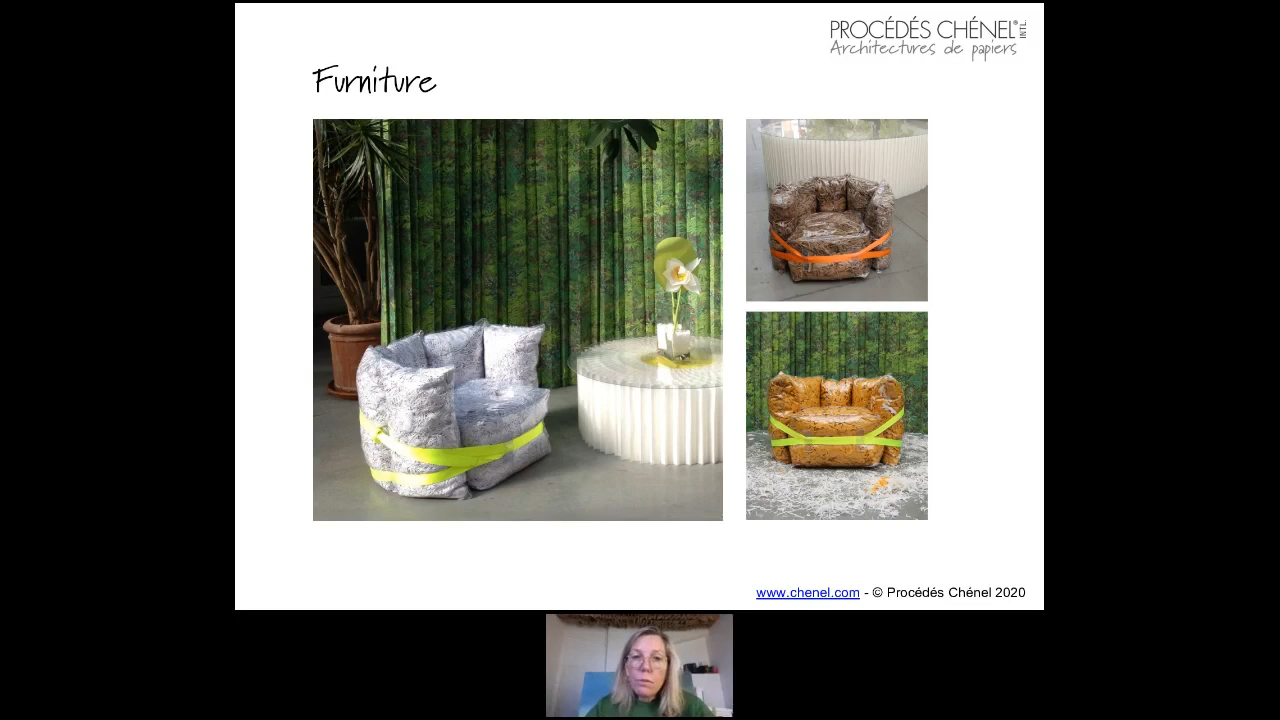 PROCÉDÉS CHÉNEL® INTL.
Architectures de papiers
Furniture
www.chenel.com - © Procédés Chénel 2020